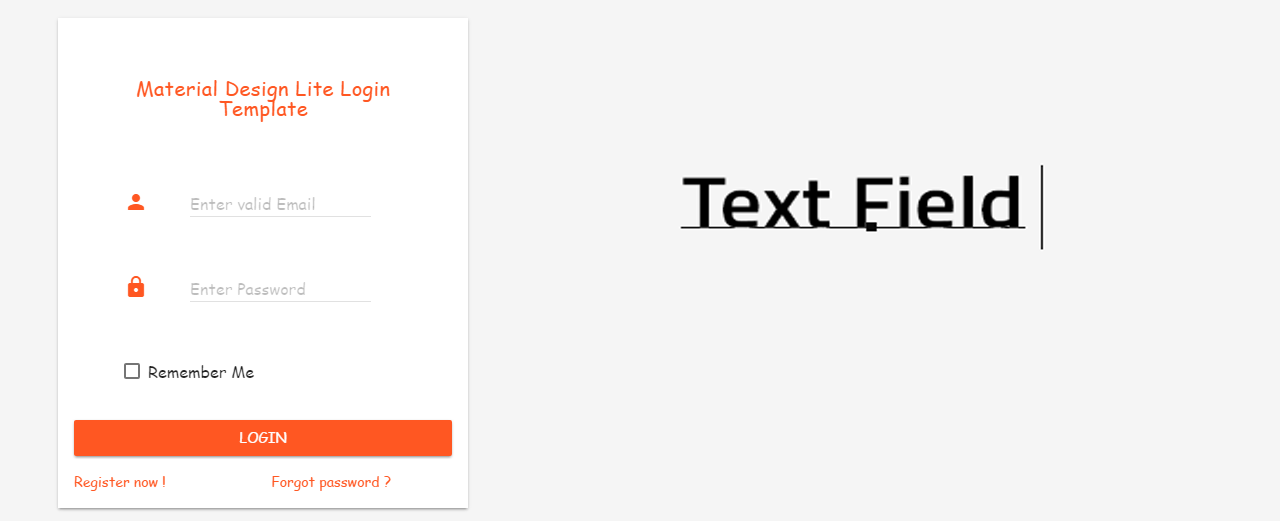 Material Design Lite Login
Template
Enter valid Email
Enter Password
Remember Me
LOGIN
Register now !
Forgot password ?
Text Field